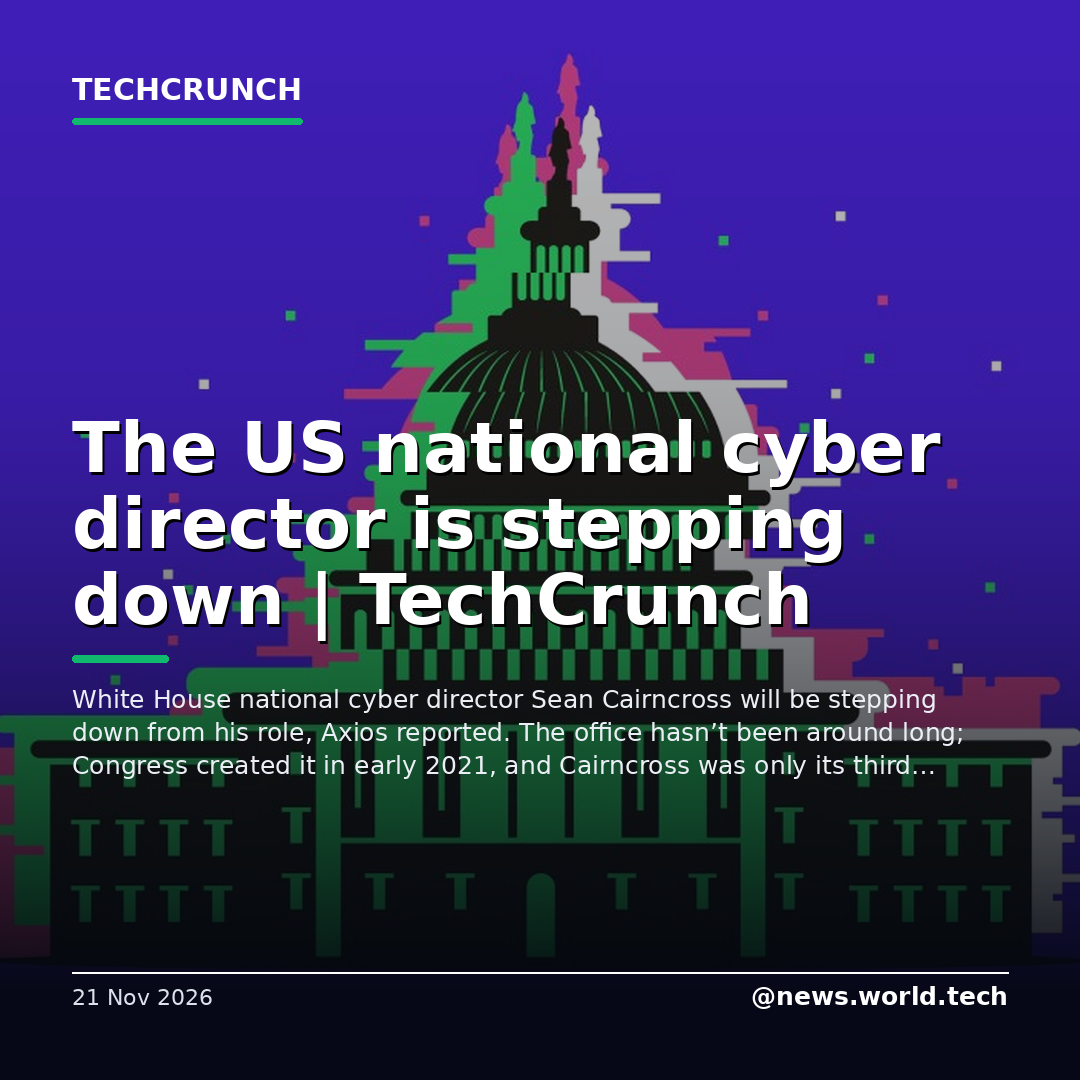 TECHCRUNCH
The US national cyber
director is stepping
down | TechCrunch
White House national cyber director Sean Cairncross will be stepping
down from his role, Axios reported. The office hasn’t been around long;
Congress created it in early 2021, and Cairncross was only its third…
21 Nov 2026
@news.world.tech